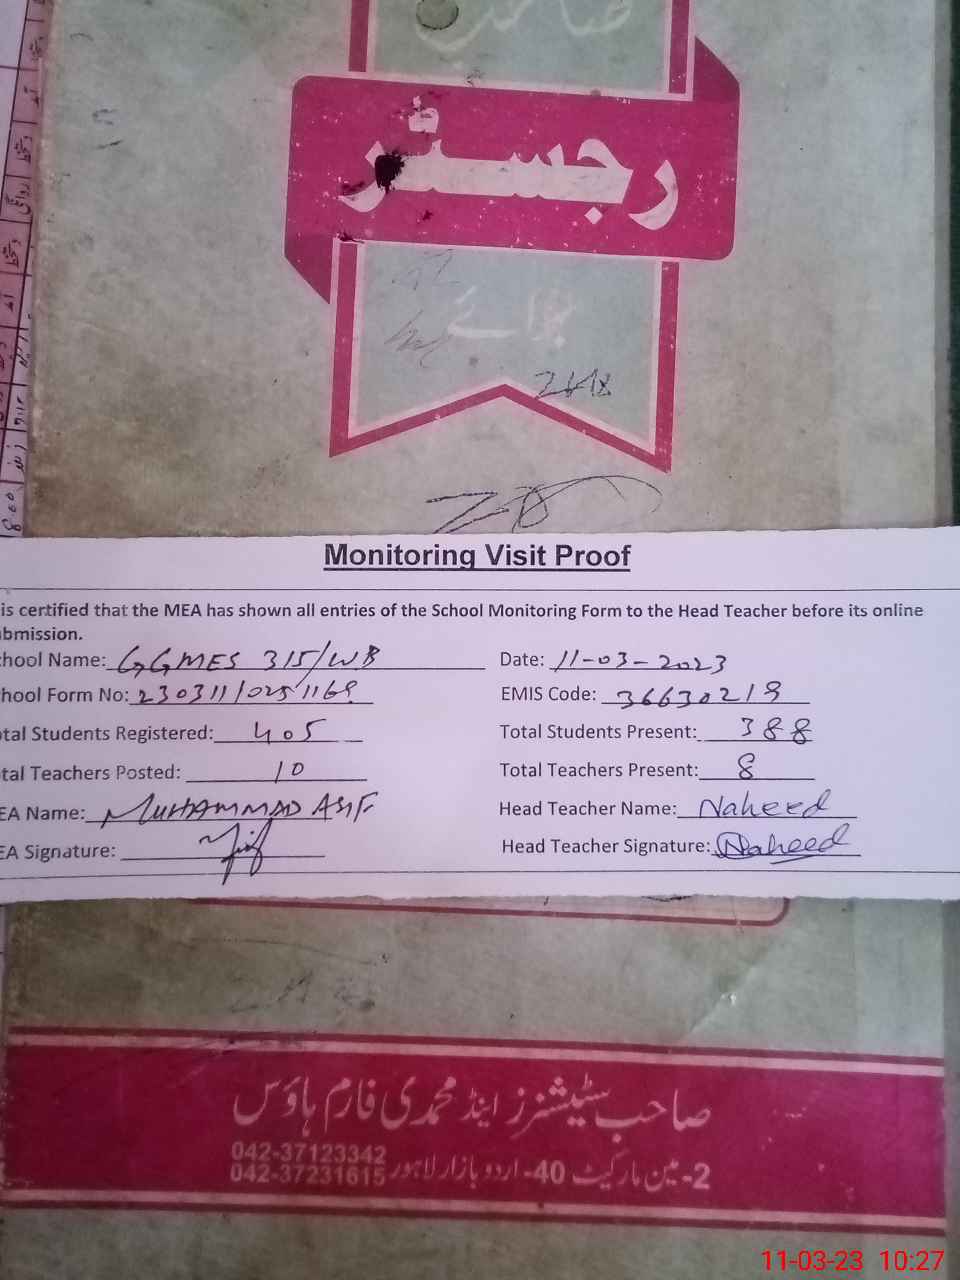 رجسٹر
برائے
Monitoring Visit Proof
is certified that the MEA has shown all entries of the School Monitoring Form to the Head Teacher before its online
bmission.
chool Name: GGMES 315/WB Date: 11-03-2023
chool Form No: 230311/0251169 EMIS Code: 36630219
otal Students Registered: 405 Total Students Present: 388
tal Teachers Posted: 10 Total Teachers Present: 8
EA Name: MUHAMMAD ASIF Head Teacher Name: Naheed
EA Signature: Head Teacher Signature: Naheed
صاحب سٹیشنرز اینڈ محمدی فارم ہاؤس
042-37123342
2-مین مارکیٹ 40-اردو بازار لاہور 042-37231615
11-03-23 10:27